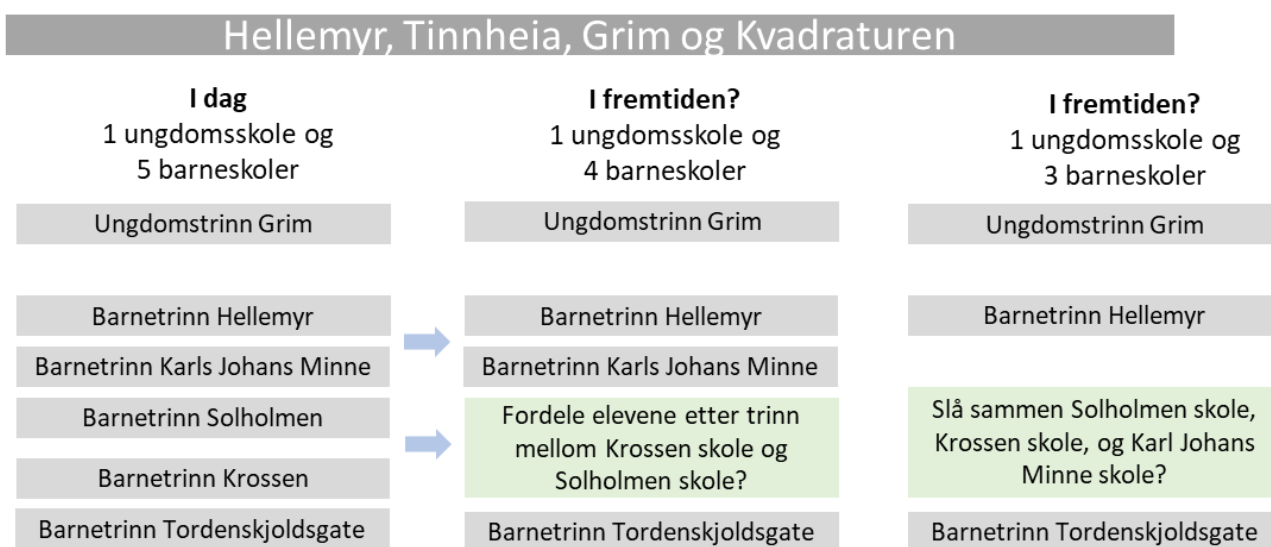 Hellemyr, Tinnheia, Grim og Kvadraturen
I dag
1 ungdomsskole og
5 barneskoler
Ungdomstrinn Grim
Barnetrinn Hellemyr
Barnetrinn Karls Johans Minne
Barnetrinn Solholmen
Barnetrinn Krossen
Barnetrinn Tordenskjoldsgate
I fremtiden?
1 ungdomsskole og
4 barneskoler
Ungdomstrinn Grim
Barnetrinn Hellemyr
Barnetrinn Karls Johans Minne
Fordele elevene etter trinn
mellom Krossen skole og
Solholmen skole?
Barnetrinn Tordenskjoldsgate
I fremtiden?
1 ungdomsskole og
3 barneskoler
Ungdomstrinn Grim
Barnetrinn Hellemyr
Slå sammen Solholmen skole,
Krossen skole, og Karl Johans
Minne skole?
Barnetrinn Tordenskjoldsgate